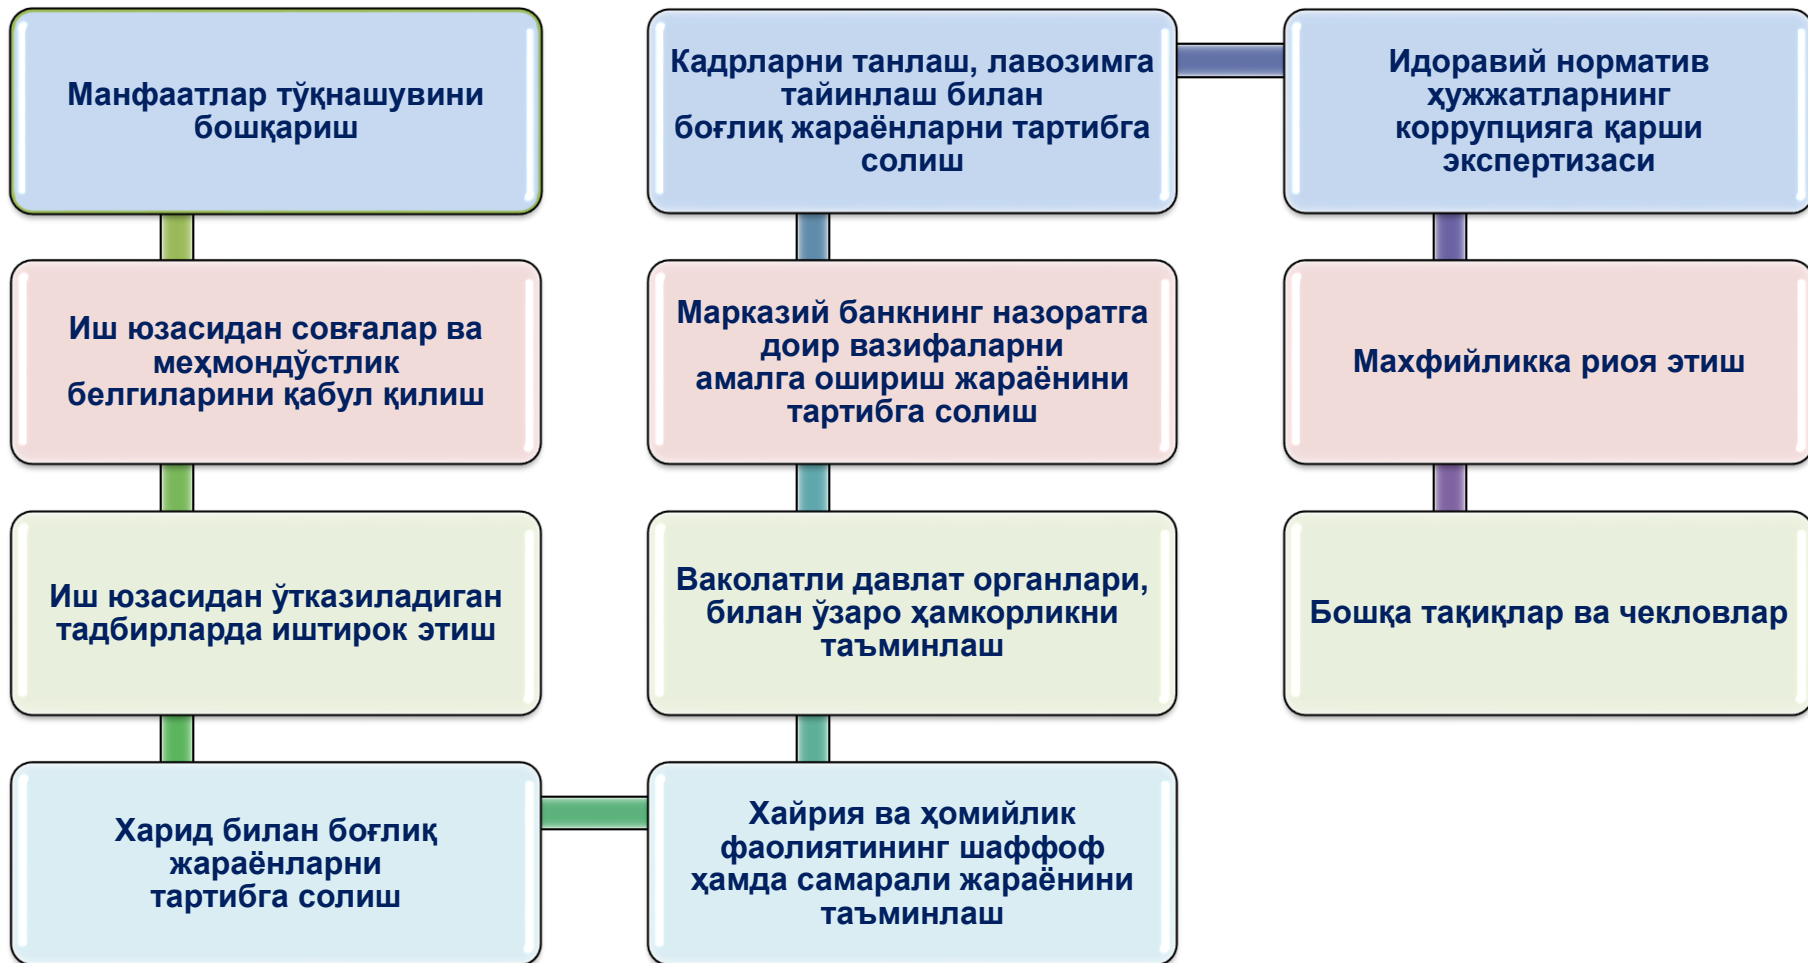 Манфаатлар тўқнашувини
бошқариш
Иш юзасидан совғалар ва
меҳмондўстлик
белгиларини қабул қилиш
Иш юзасидан ўтказиладиган
тадбирларда иштирок этиш
Харид билан боғлиқ
жараёнларни
тартибга солиш
Хайрия ва ҳомийлик
фаолиятининг шаффоф
ҳамда самарали жараёнини
таъминлаш
Ваколатли давлат органлари,
билан ўзаро ҳамкорликни
таъминлаш
Марказий банкнинг назоратга
доир вазифаларни
амалга ошириш жараёнини
тартибга солиш
Кадрларни танлаш, лавозимга
тайинлаш билан
боғлиқ жараёнларни тартибга
солиш
Идоравий норматив
ҳужжатларнинг
коррупцияга қарши
экспертизаси
Махфийликка риоя этиш
Бошқа тақиқлар ва чекловлар